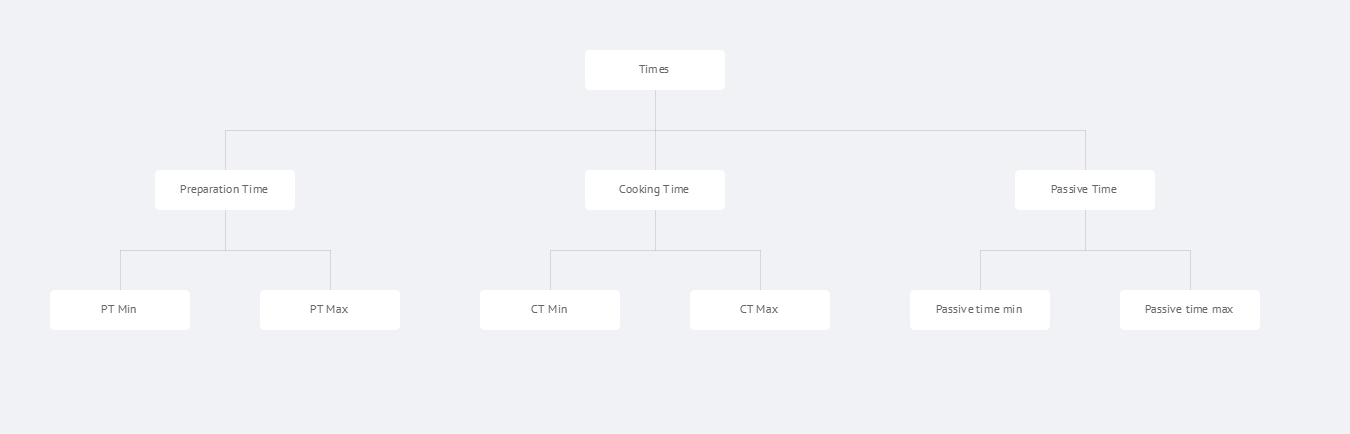 Times
Preparation Time
Cooking Time
Passive Time
PT Min
PT Max
CT Min
CT Max
Passive time min
Passive time max